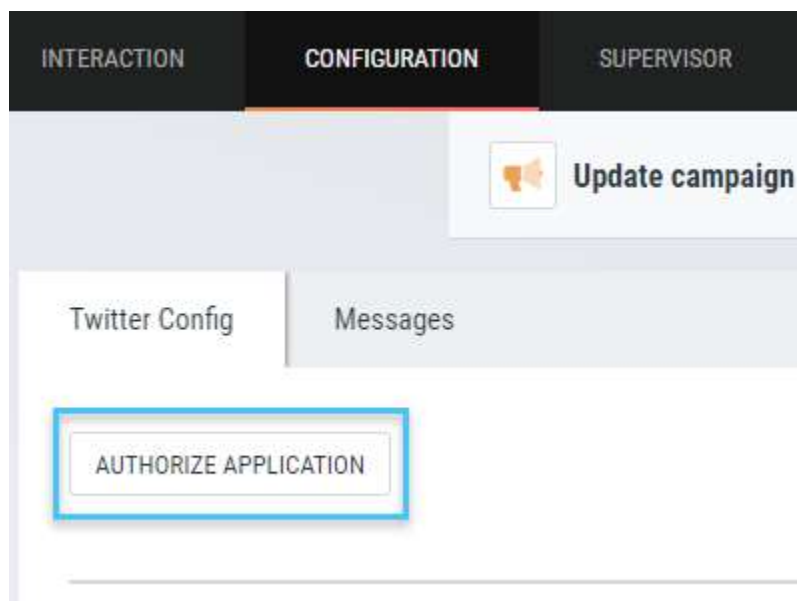 INTERACTION CONFIGURATION SUPERVISOR
Update campaign
Twitter Config Messages
AUTHORIZE APPLICATION